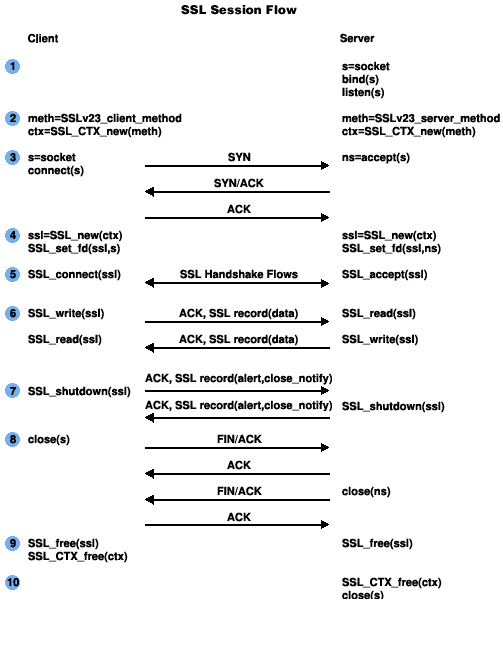 SSL Session Flow
Client Server
1 s=socket
bind(s)
listen(s)
2 meth=SSLv23_client_method meth=SSLv23_server_method
ctx=SSL_CTX_new(meth) ctx=SSL_CTX_new(meth)
3 s=socket SYN ns=accept(s)
connect(s)
SYN/ACK
ACK
4 ssl=SSL_new(ctx) ssl=SSL_new(ctx)
SSL_set_fd(ssl,s) SSL_set_fd(ssl,ns)
5 SSL_connect(ssl) SSL Handshake Flows SSL_accept(ssl)
6 SSL_write(ssl) ACK, SSL record(data) SSL_read(ssl)
SSL_read(ssl) ACK, SSL record(data) SSL_write(ssl)
ACK, SSL record(alert,close_notify)
7 SSL_shutdown(ssl)
ACK, SSL record(alert,close_notify) SSL_shutdown(ssl)
8 close(s) FIN/ACK
ACK
FIN/ACK close(ns)
ACK
9 SSL_free(ssl) SSL_free(ssl)
SSL_CTX_free(ctx)
10 SSL_CTX_free(ctx)
close(s)